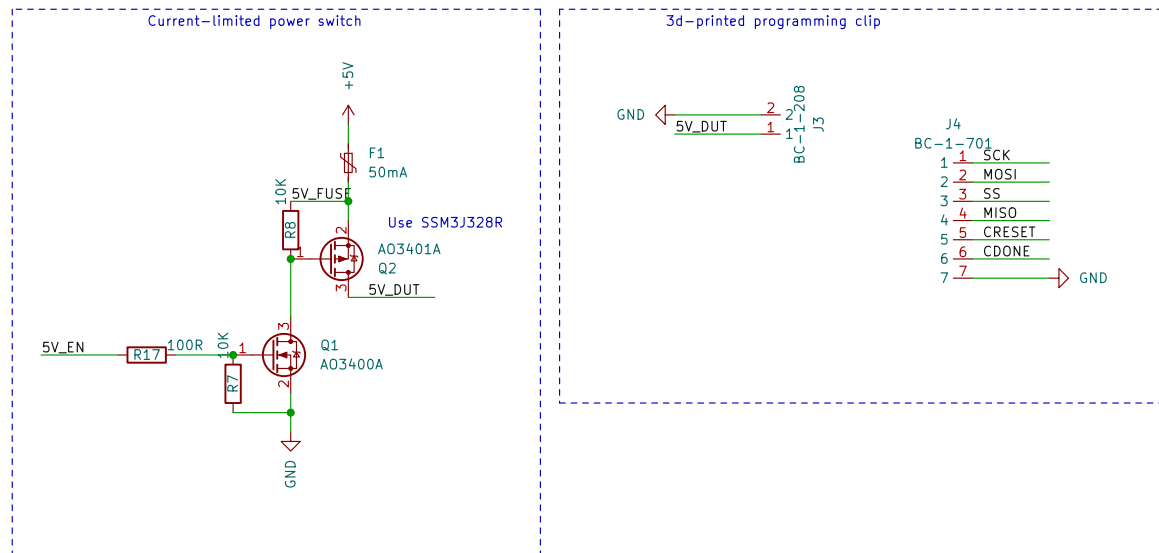 Current-limited power switch
+5V
F1
50mA
10K
5V_FUSE
R8
Use SSM3J328R
2
1
AO3401A
Q2
3
5V_DUT
5V_EN
R17
100R
10K
1
3
Q1
AO3400A
R7
2
GND
3d-printed programming clip
GND
2
2
5V_DUT
1
1
BC-1-208
J3
J4
BC-1-701
1 1 SCK
2 2 MOSI
3 3 SS
4 4 MISO
5 5 CRESET
6 6 CDONE
7 7 GND